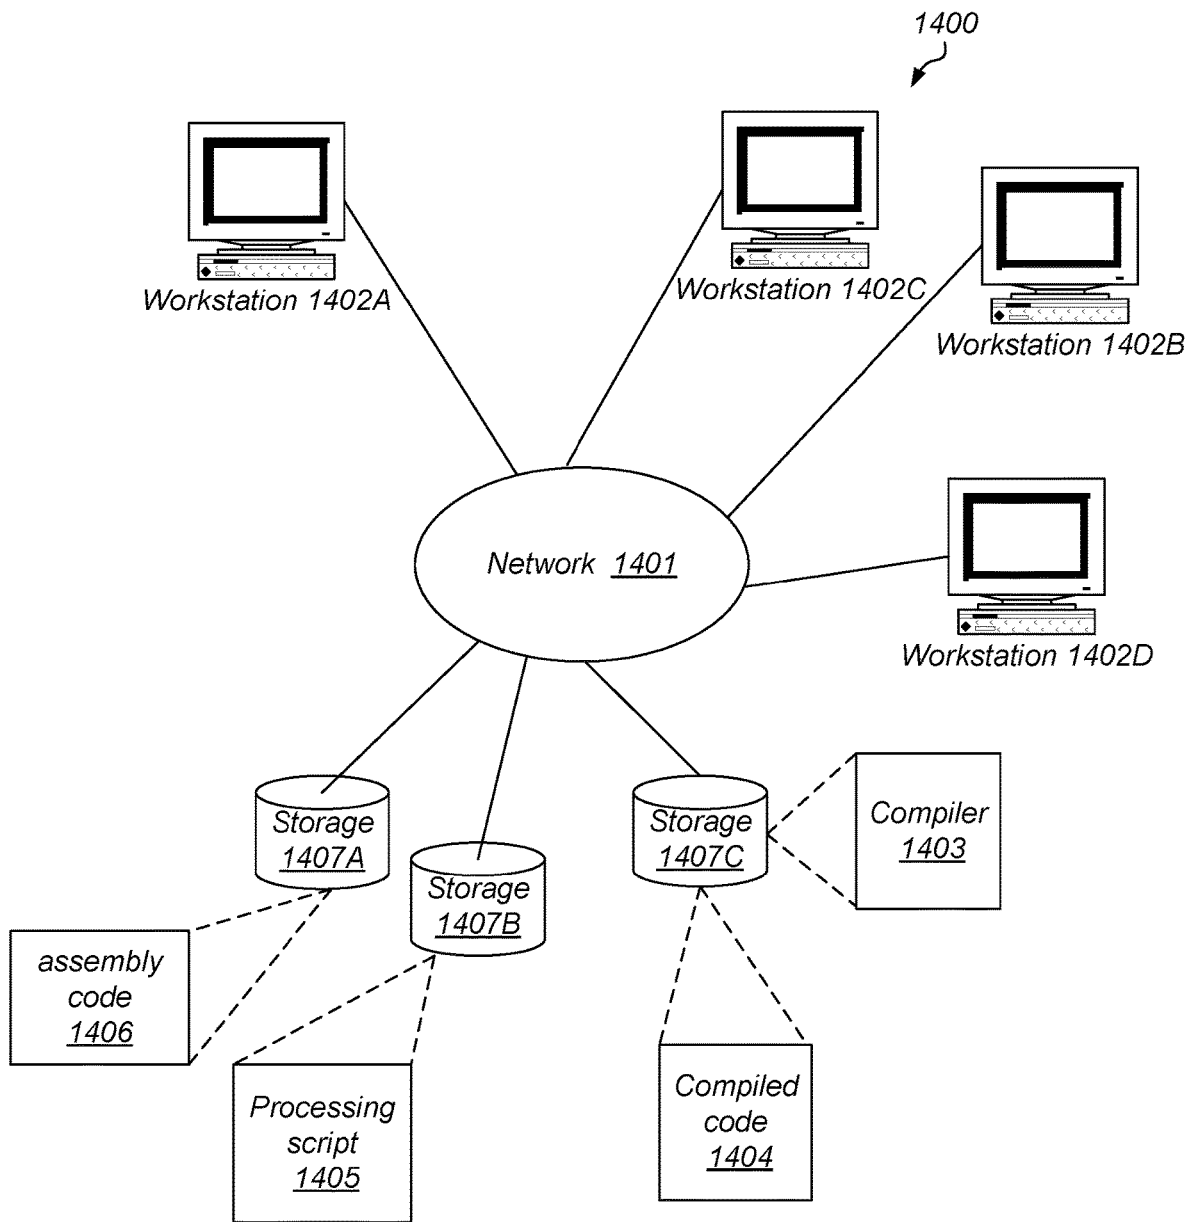 1400
Workstation 1402A
Workstation 1402C
Workstation 1402B
Network 1401
Workstation 1402D
Storage
1407A
Storage
1407B
Storage
1407C
Compiler
1403
assembly
code
1406
Processing
script
1405
Compiled
code
1404